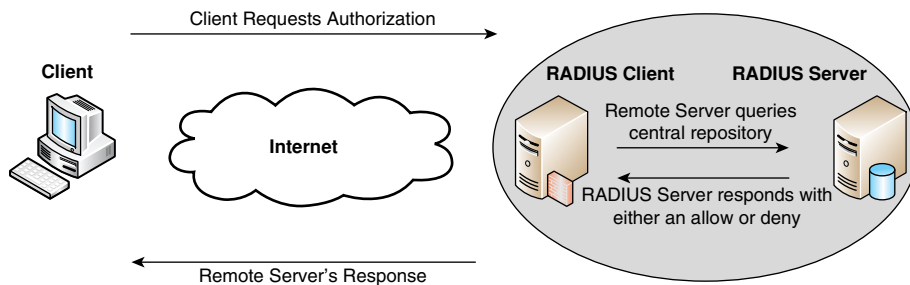 Client Requests Authorization
Client
RADIUS Client
RADIUS Server
Remote Server queries
central repository
Internet
RADIUS Server responds with
either an allow or deny
Remote Server's Response